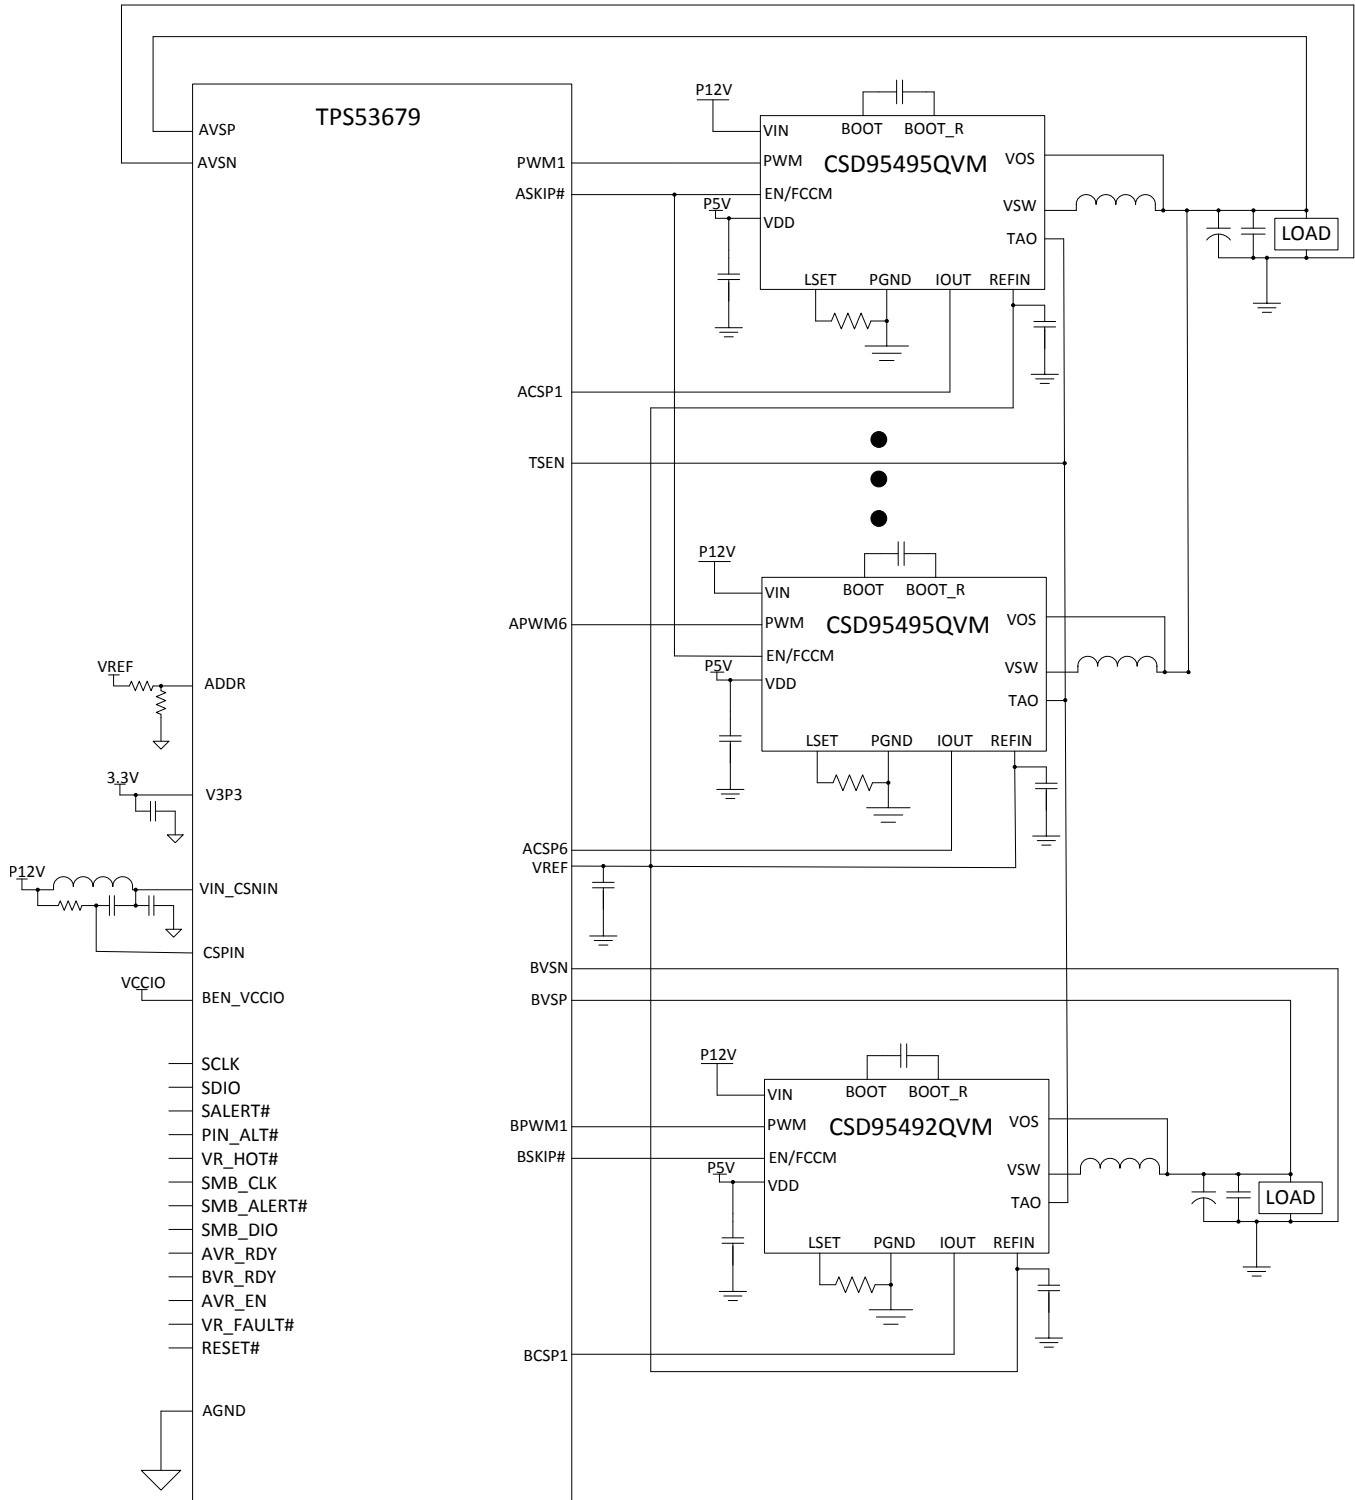 TPS53679
AVSP
AVSN
PWM1
ASKIP#
ACSP1
TSEN
APWM6
VREF
ADDR
3.3V
V3P3
ACSP6
VREF
P12V
VIN_CSNIN
CSPIN
VCCIO
BEN_VCCIO
BVSN
BVSP
SCLK
SDIO
SALERT#
PIN_ALT#
VR_HOT#
SMB_CLK
SMB_ALERT#
SMB_DIO
AVR_RDY
BVR_RDY
AVR_EN
VR_FAULT#
RESET#
AGND
BPWM1
BSKIP#
BCSP1
P12V
VIN
BOOT
BOOT_R
PWM
CSD95495QVM
VOS
EN/FCCM
P5V
VDD
VSW
TAO
LSET
PGND
IOUT
REFIN
LOAD
P12V
VIN
BOOT
BOOT_R
PWM
CSD95495QVM
VOS
EN/FCCM
P5V
VDD
VSW
TAO
LSET
PGND
IOUT
REFIN
P12V
VIN
BOOT
BOOT_R
PWM
CSD95492QVM
VOS
EN/FCCM
P5V
VDD
VSW
TAO
LSET
PGND
IOUT
REFIN
LOAD